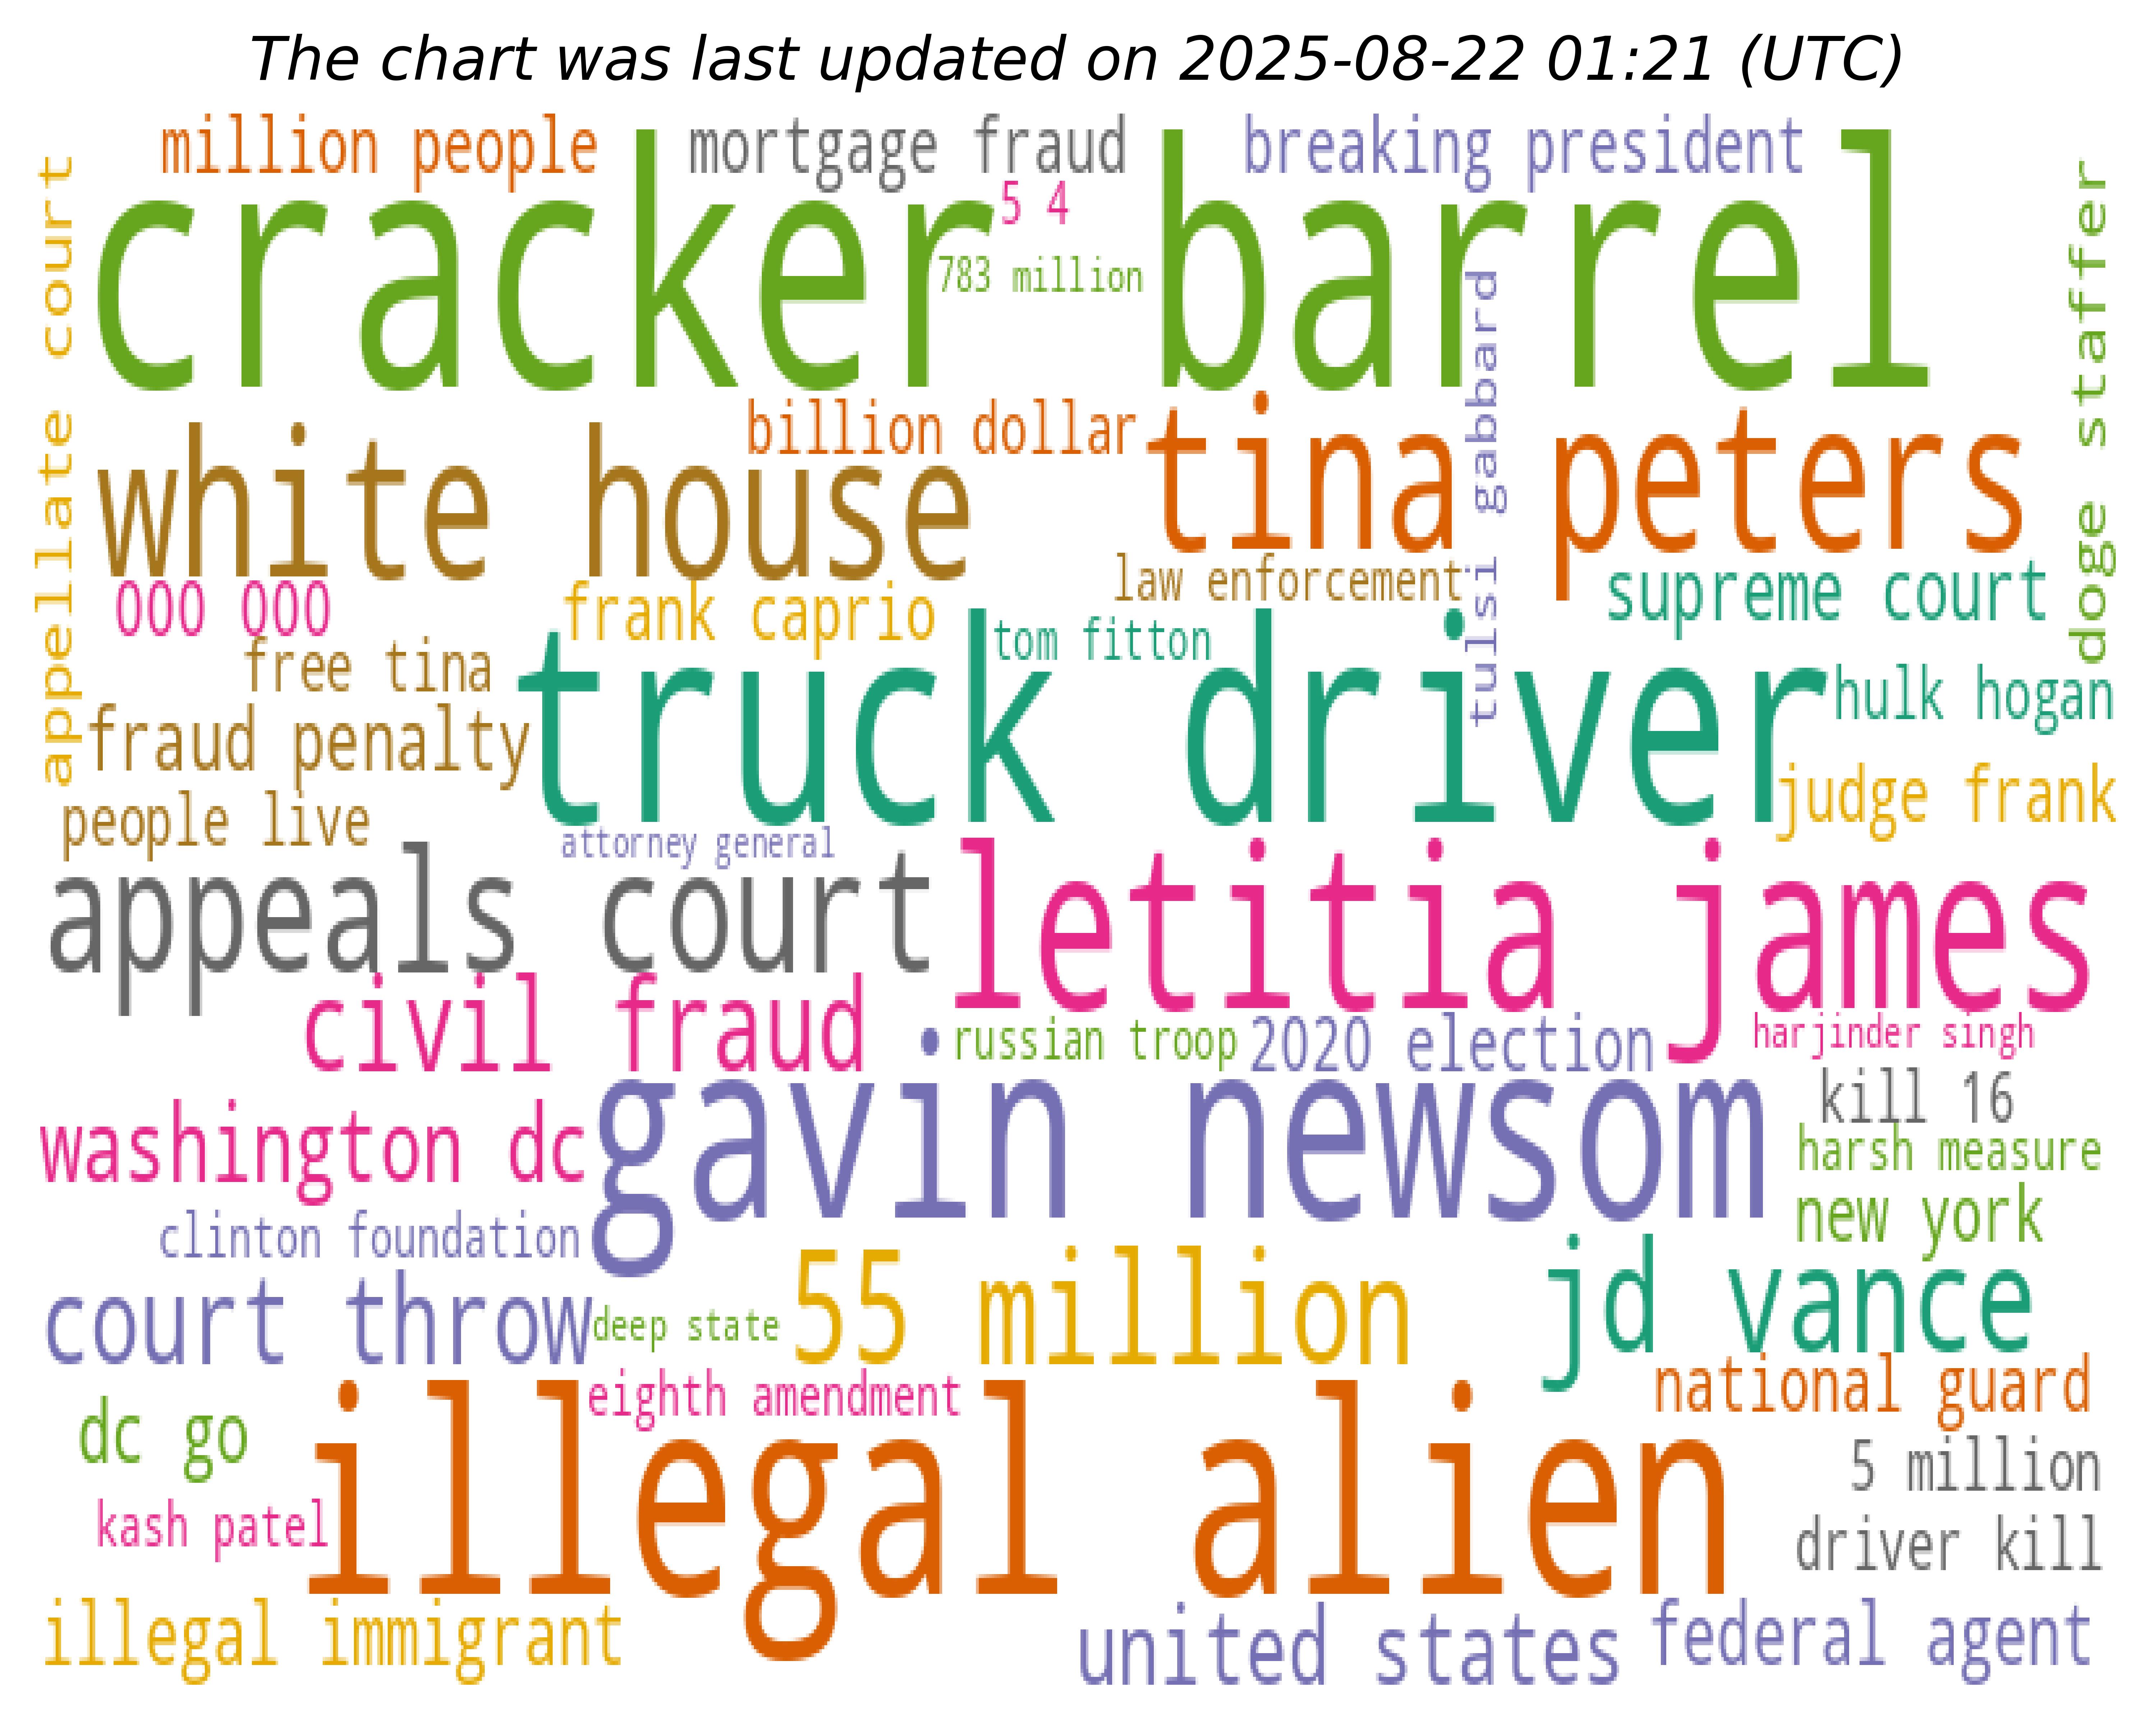 The chart was last updated on 2025-08-22 01:21 (UTC)
million people
mortgage fraud
breaking president
appellate court
cracker barrel
5 4
783 million
doge staffer
tulsi gabbard
billion dollar
white house
tina peters
law enforcement
supreme court
000 000
frank caprio
tom fitton
free tina
truck driver
hulk hogan
fraud penalty
judge frank
people live
attorney general
appeals court
letitia james
civil fraud
russian troop
2020 election
harjinder singh
gavin newsom
kill 16
washington dc
harsh measure
new york
clinton foundation
55 million
jd vance
court throw
deep state
national guard
eighth amendment
dc go
illegal alien
5 million
kash patel
driver kill
illegal immigrant
united states
federal agent